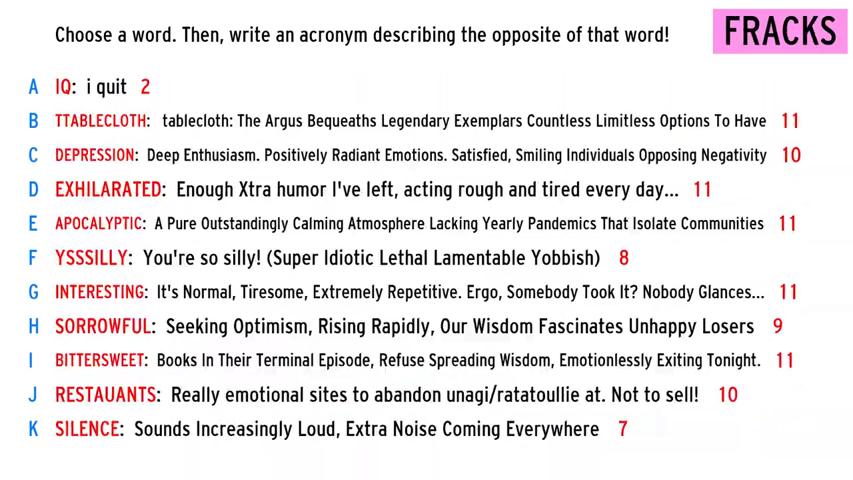 Choose a word. Then, write an acronym describing the opposite of that word!
FRACKS
A IQ: i quit 2
B TTABLECLOTH: tablecloth: The Argus Bequeaths Legendary Exemplars Countless Limitless Options To Have 11
C DEPRESSION: Deep Enthusiasm. Positively Radiant Emotions. Satisfied, Smiling Individuals Opposing Negativity 10
D EXHILARATED: Enough Xtra humor I've left, acting rough and tired every day... 11
E APOCALYPTIC: A Pure Outstandingly Calming Atmosphere Lacking Yearly Pandemics That Isolate Communities 11
F YSSSILLY: You're so silly! (Super Idiotic Lethal Lamentable Yobbish) 8
G INTERESTING: It's Normal, Tiresome, Extremely Repetitive. Ergo, Somebody Took It? Nobody Glances... 11
H SORROWFUL: Seeking Optimism, Rising Rapidly, Our Wisdom Fascinates Unhappy Losers 9
I BITTERSWEET: Books In Their Terminal Episode, Refuse Spreading Wisdom, Emotionlessly Exiting Tonight. 11
J RESTAUANTS: Really emotional sites to abandon unagi/ratatoullie at. Not to sell! 10
K SILENCE: Sounds Increasingly Loud, Extra Noise Coming Everywhere 7